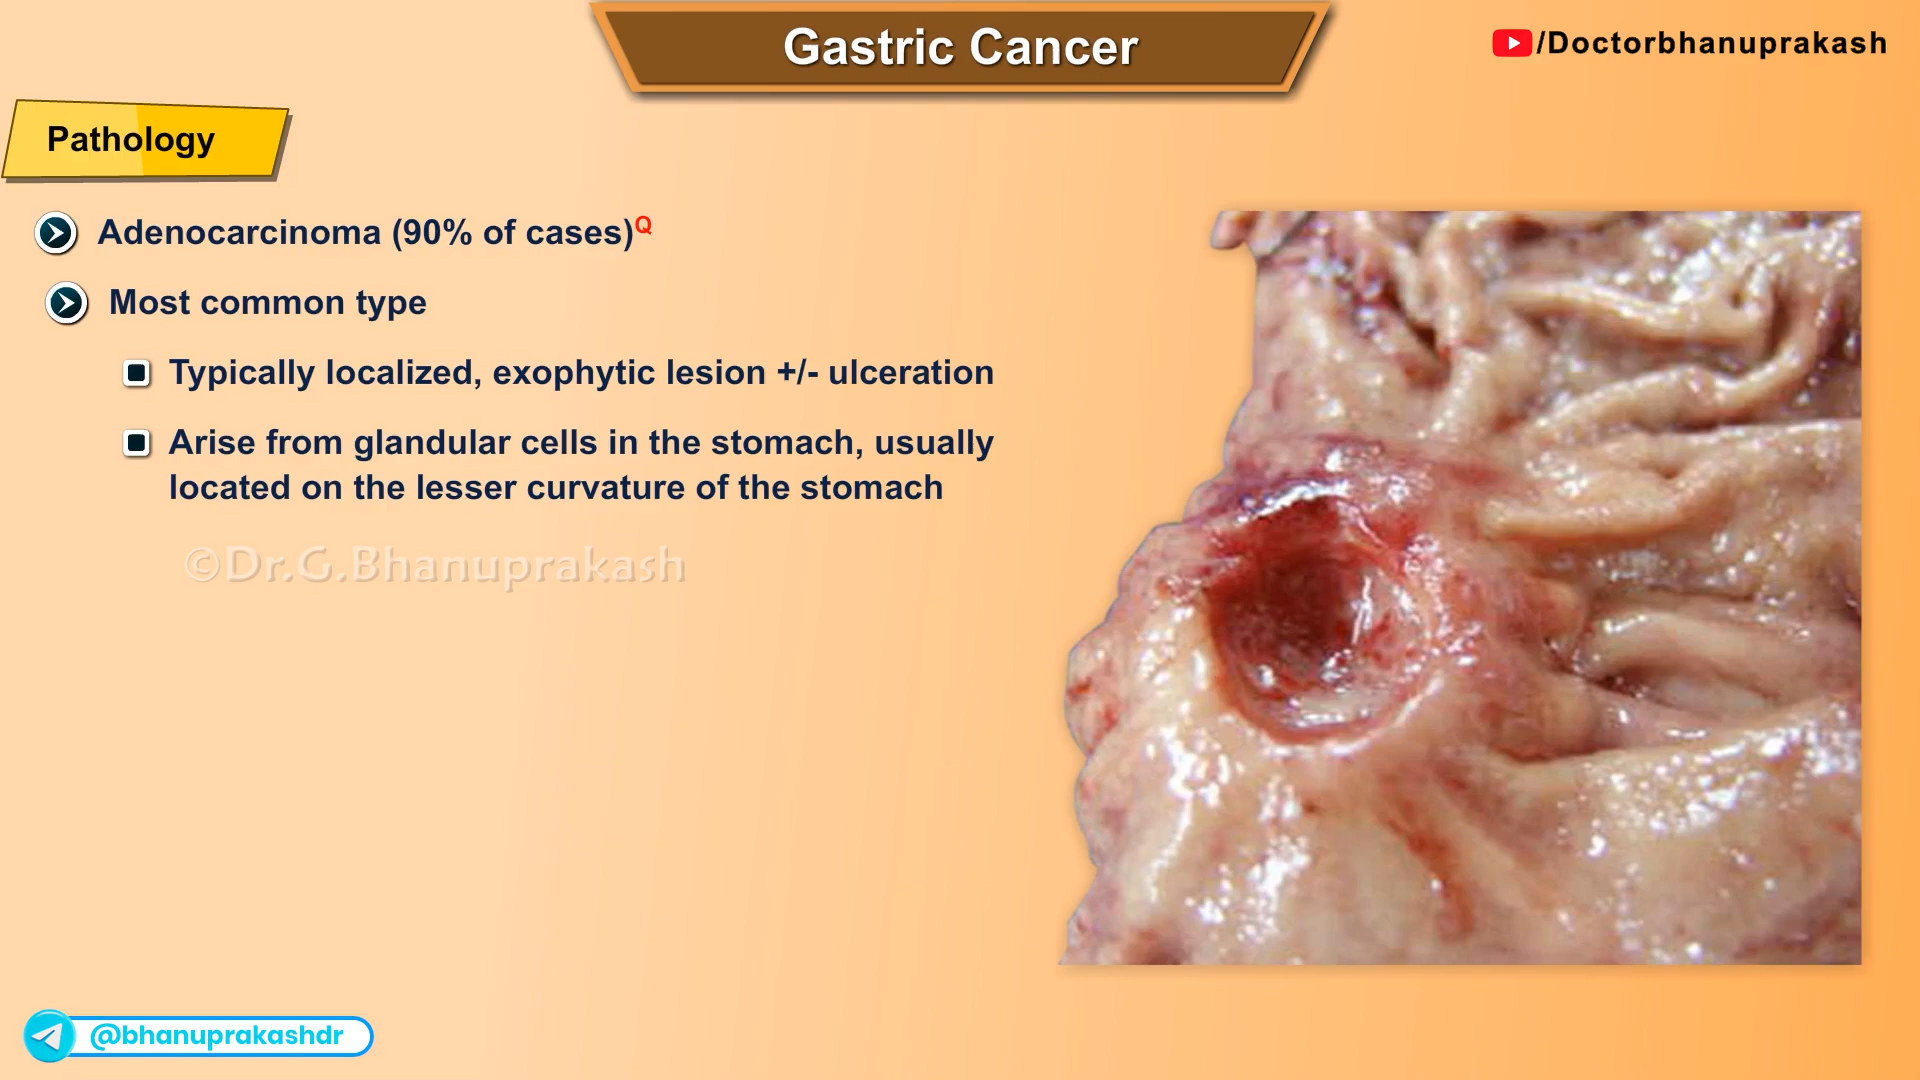 Gastric Cancer
/Doctorbhanuprakash
Pathology
Adenocarcinoma (90% of cases)Q
Most common type
Typically localized, exophytic lesion +/- ulceration
Arise from glandular cells in the stomach, usually
located on the lesser curvature of the stomach
©Dr.G.Bhanuprakash
@bhanuprakashdr